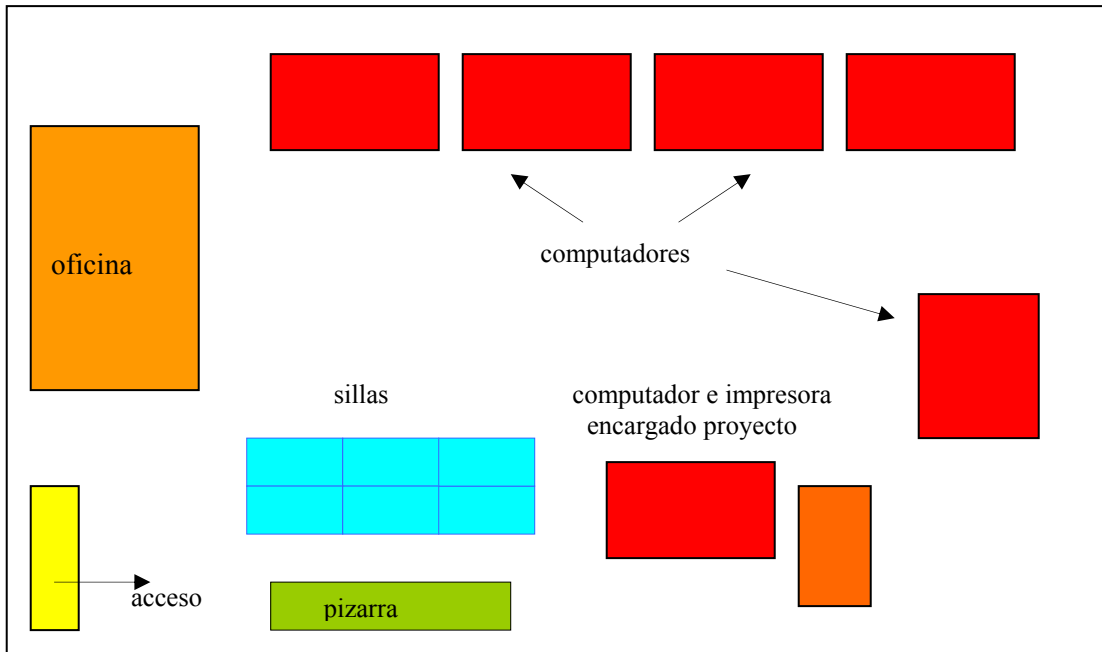 computadores
oficina
sillas
computador e impresora
encargado proyecto
acceso
pizarra